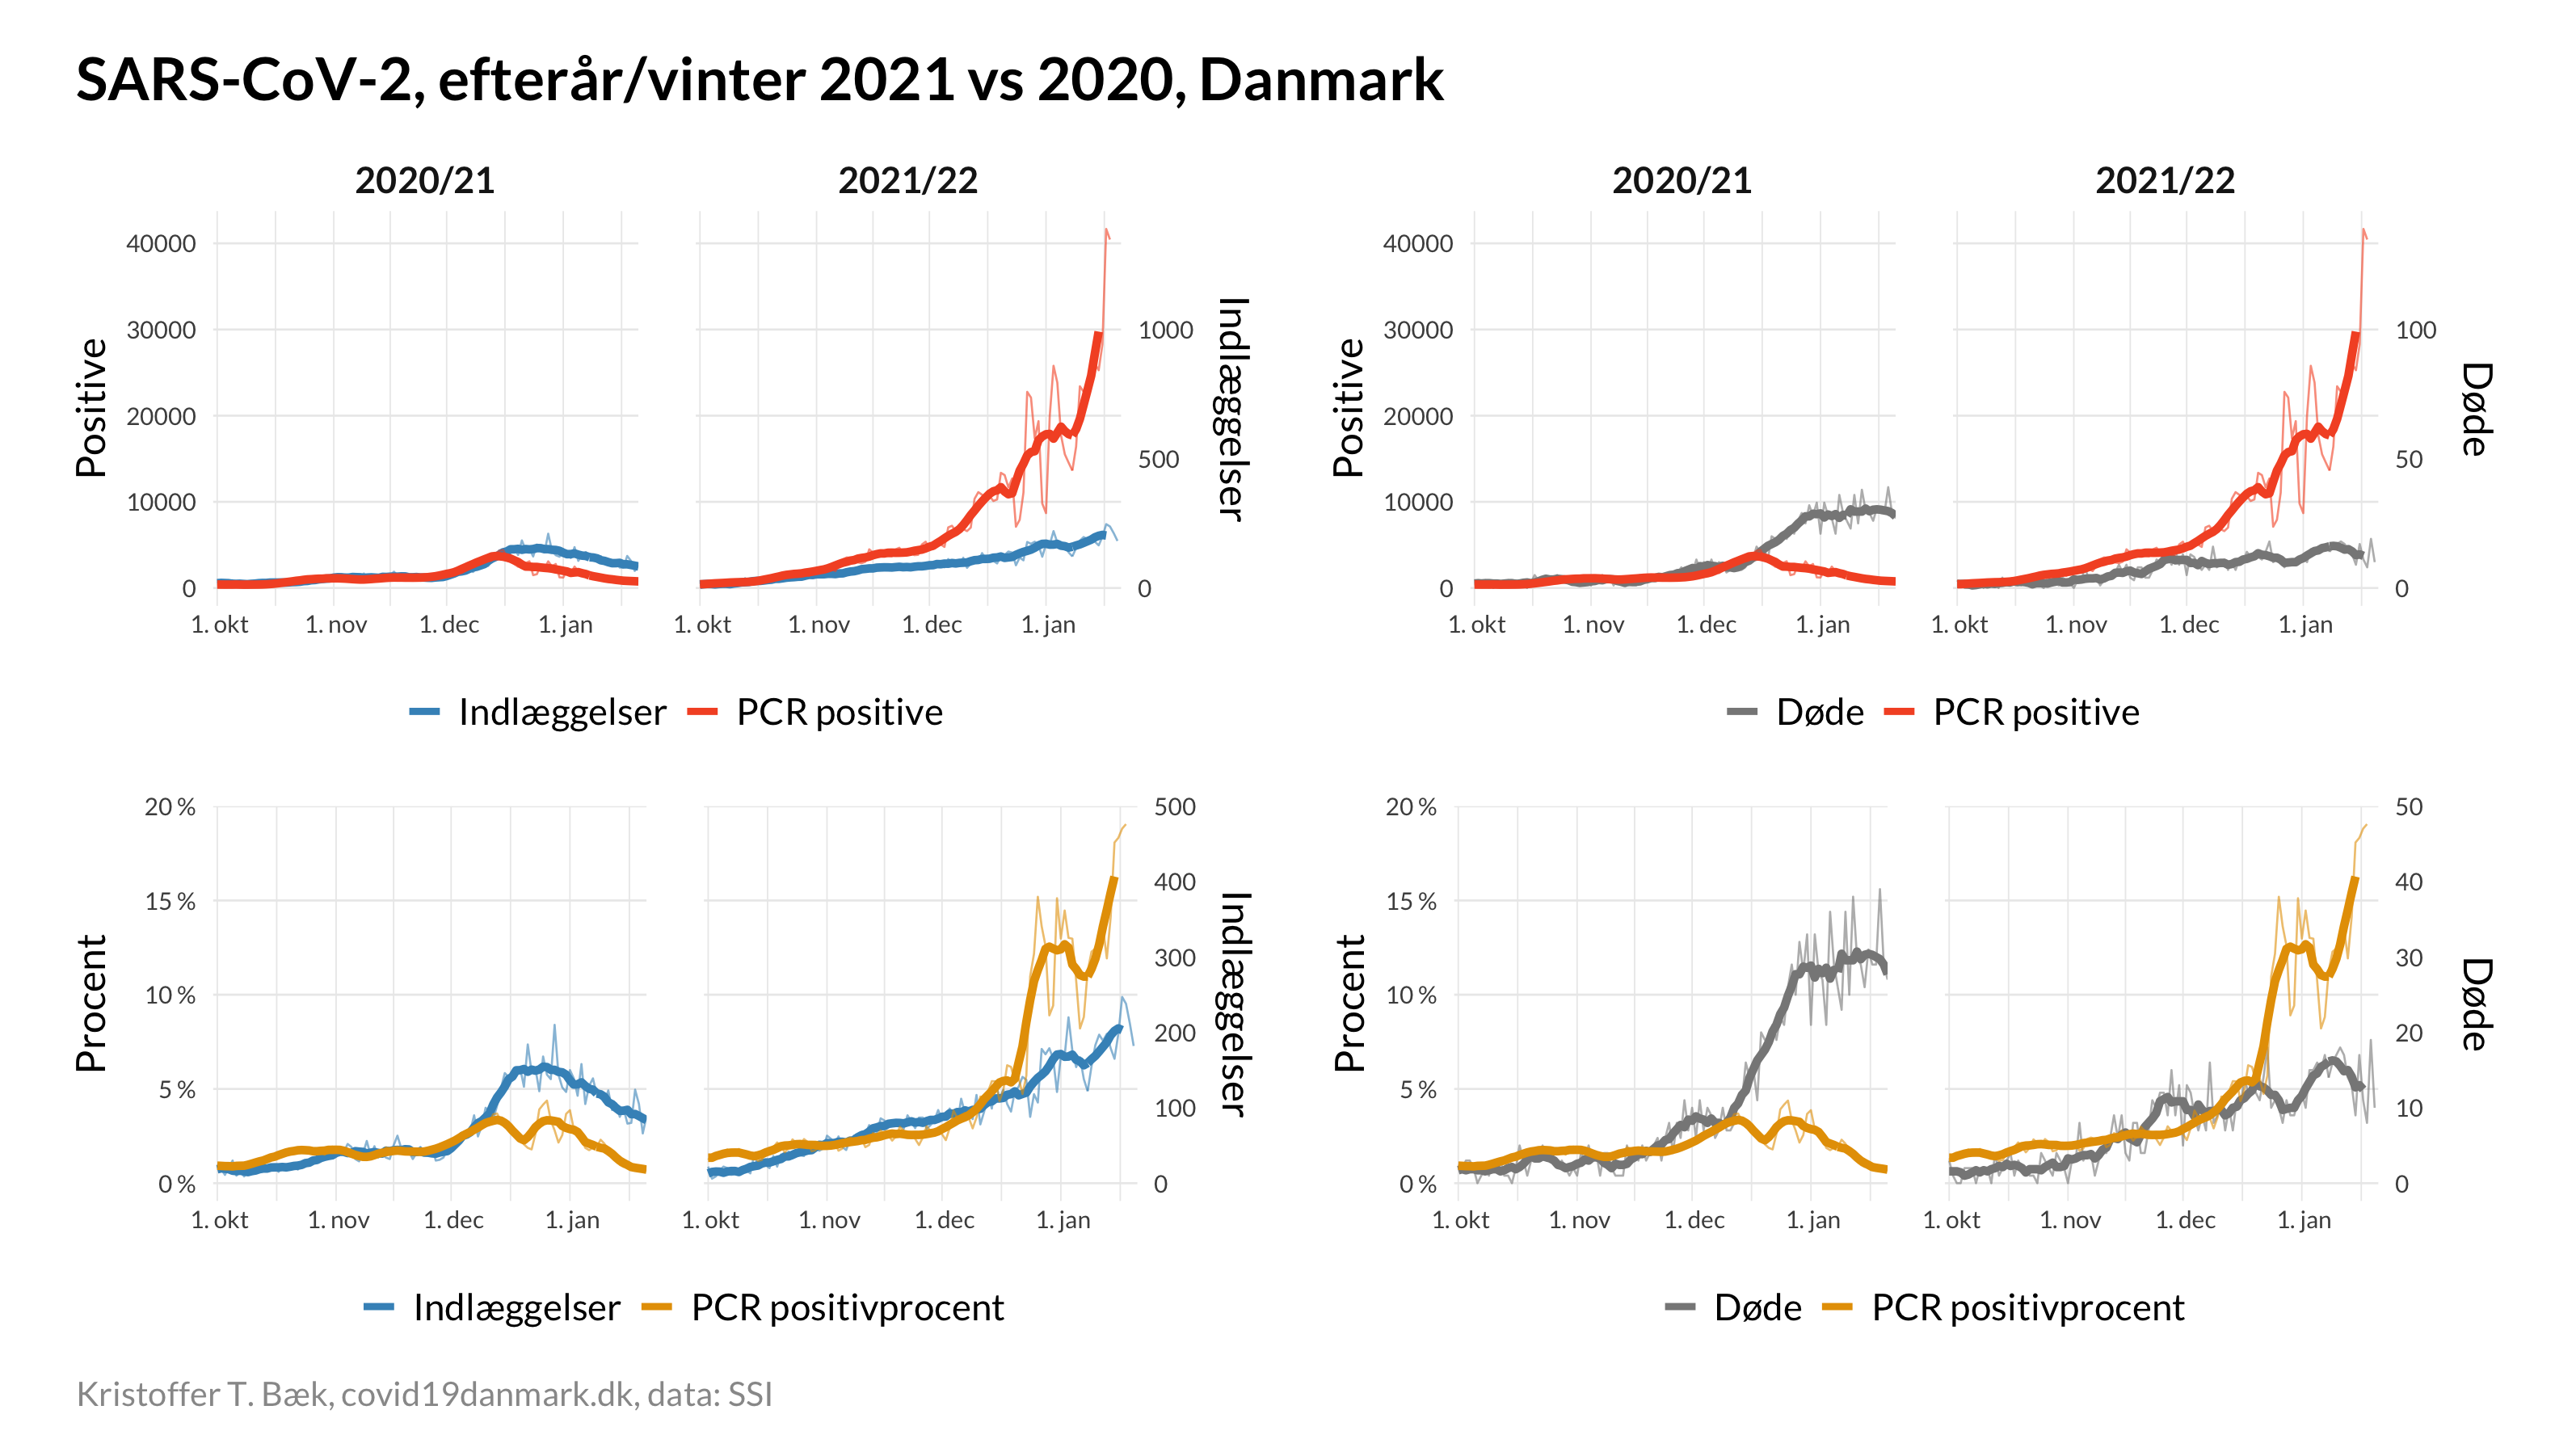 SARS-CoV-2, efterår/vinter 2021 vs 2020, Danmark
2020/21
2021/22
40000
30000
20000
10000
0
Positive
1000
500
0
Indlæggelser
1. okt
1. nov
1. dec
1. jan
1. okt
1. nov
1. dec
1. jan
Indlæggelser
PCR positive
2020/21
2021/22
40000
30000
20000
10000
0
Positive
100
50
0
Døde
1. okt
1. nov
1. dec
1. jan
1. okt
1. nov
1. dec
1. jan
Døde
PCR positive
20 %
15 %
10 %
5 %
0 %
Procent
500
400
300
200
100
0
Indlæggelser
1. okt
1. nov
1. dec
1. jan
1. okt
1. nov
1. dec
1. jan
Indlæggelser
PCR positivprocent
20 %
15 %
10 %
5 %
0 %
Procent
50
40
30
20
10
0
Døde
1. okt
1. nov
1. dec
1. jan
1. okt
1. nov
1. dec
1. jan
Døde
PCR positivprocent
Kristoffer T. Bæk, covid19danmark.dk, data: SSI